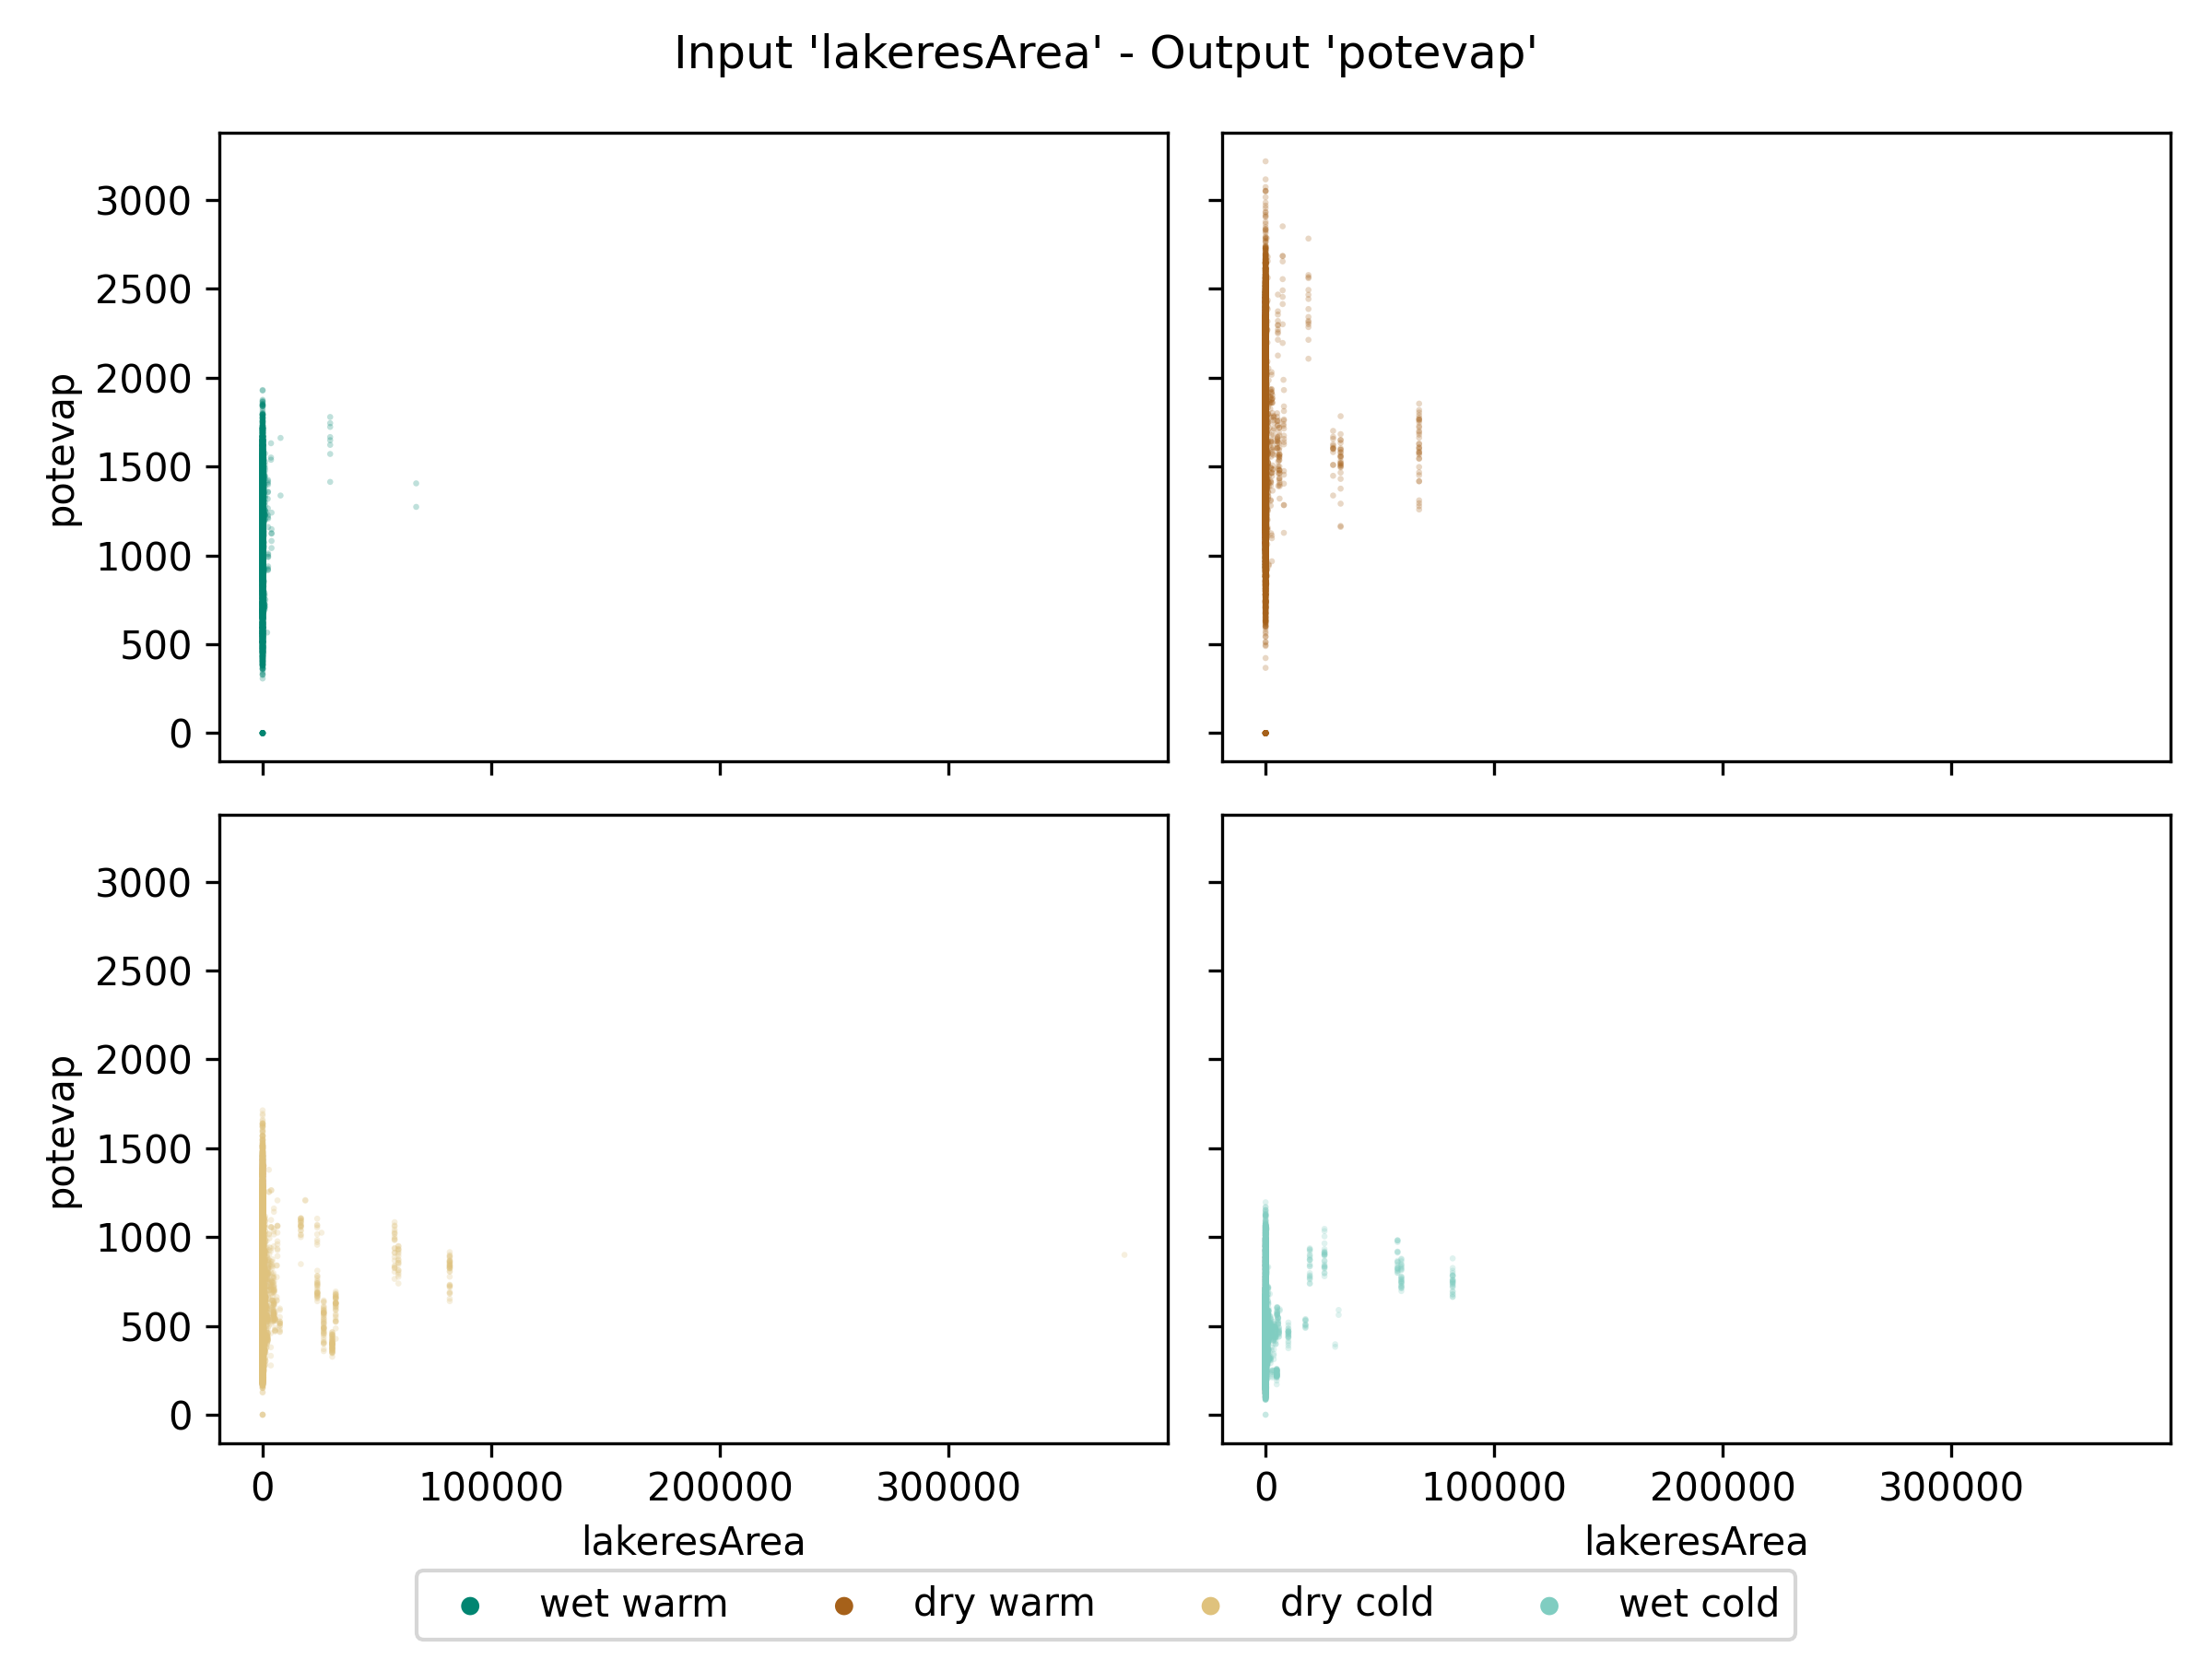 Input 'lakeresArea' - Output 'potevap'
potevap
3000
2500
2000
1500
1000
500
0
potevap
3000
2500
2000
1500
1000
500
0
0 100000 200000 300000
0 100000 200000 300000
lakeresArea
lakeresArea
wet warm dry warm dry cold wet cold